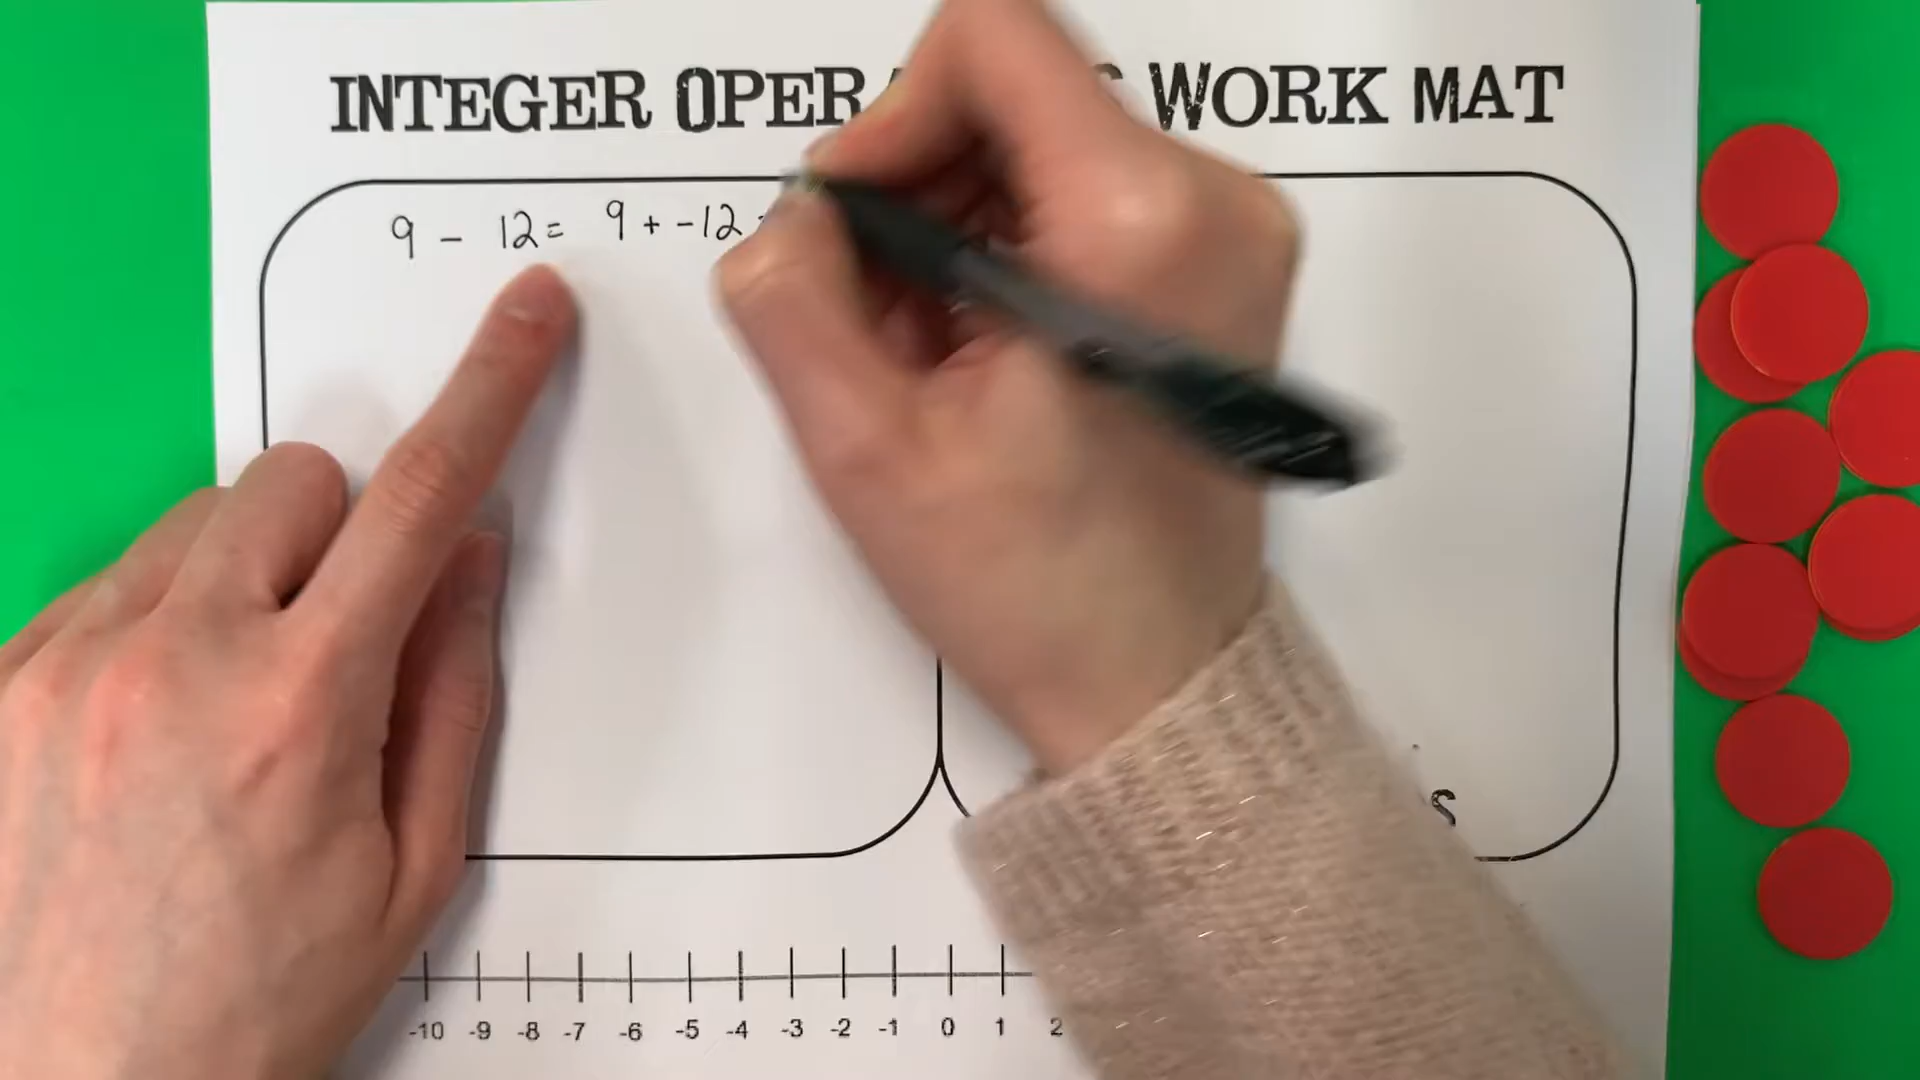 INTEGER OPER WORK MAT
9 - 12 = 9 + -12
S
-10 -9 -8 -7 -6 -5 -4 -3 -2 -1 0 1 2